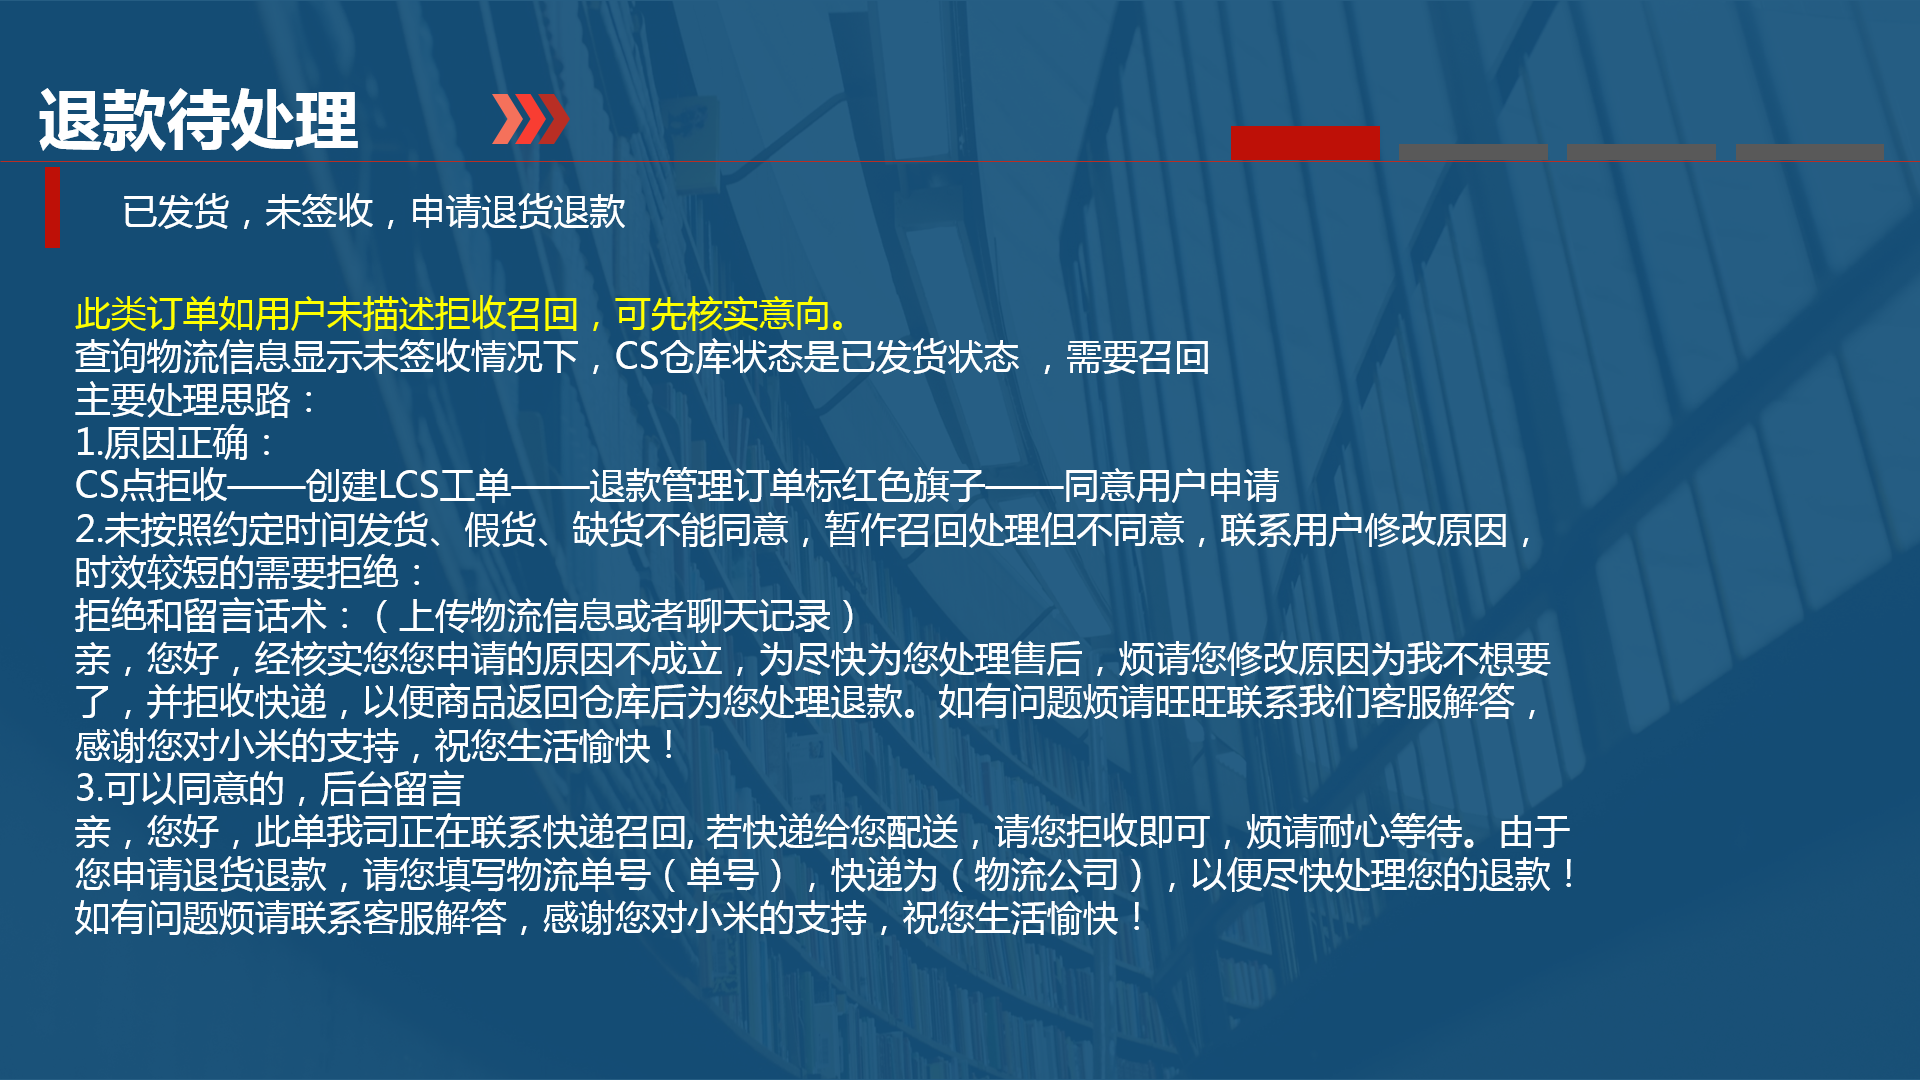 退款待处理
已发货，未签收，申请退货退款
此类订单如用户未描述拒收召回，可先核实意向。
查询物流信息显示未签收情况下，CS仓库状态是已发货状态 ，需要召回
主要处理思路：
1.原因正确：
CS点拒收——创建LCS工单——退款管理订单标红色旗子——同意用户申请
2.未按照约定时间发货、假货、缺货不能同意，暂作召回处理但不同意，联系用户修改原因，
时效较短的需要拒绝：
拒绝和留言话术：（上传物流信息或者聊天记录）
亲，您好，经核实您您申请的原因不成立，为尽快为您处理售后，烦请您修改原因为我不想要
了，并拒收快递，以便商品返回仓库后为您处理退款。如有问题烦请旺旺联系我们客服解答，
感谢您对小米的支持，祝您生活愉快！
3.可以同意的，后台留言
亲，您好，此单我司正在联系快递召回,若快递给您配送，请您拒收即可，烦请耐心等待。由于
您申请退货退款，请您填写物流单号（单号），快递为（物流公司），以便尽快处理您的退款！
如有问题烦请联系客服解答，感谢您对小米的支持，祝您生活愉快！